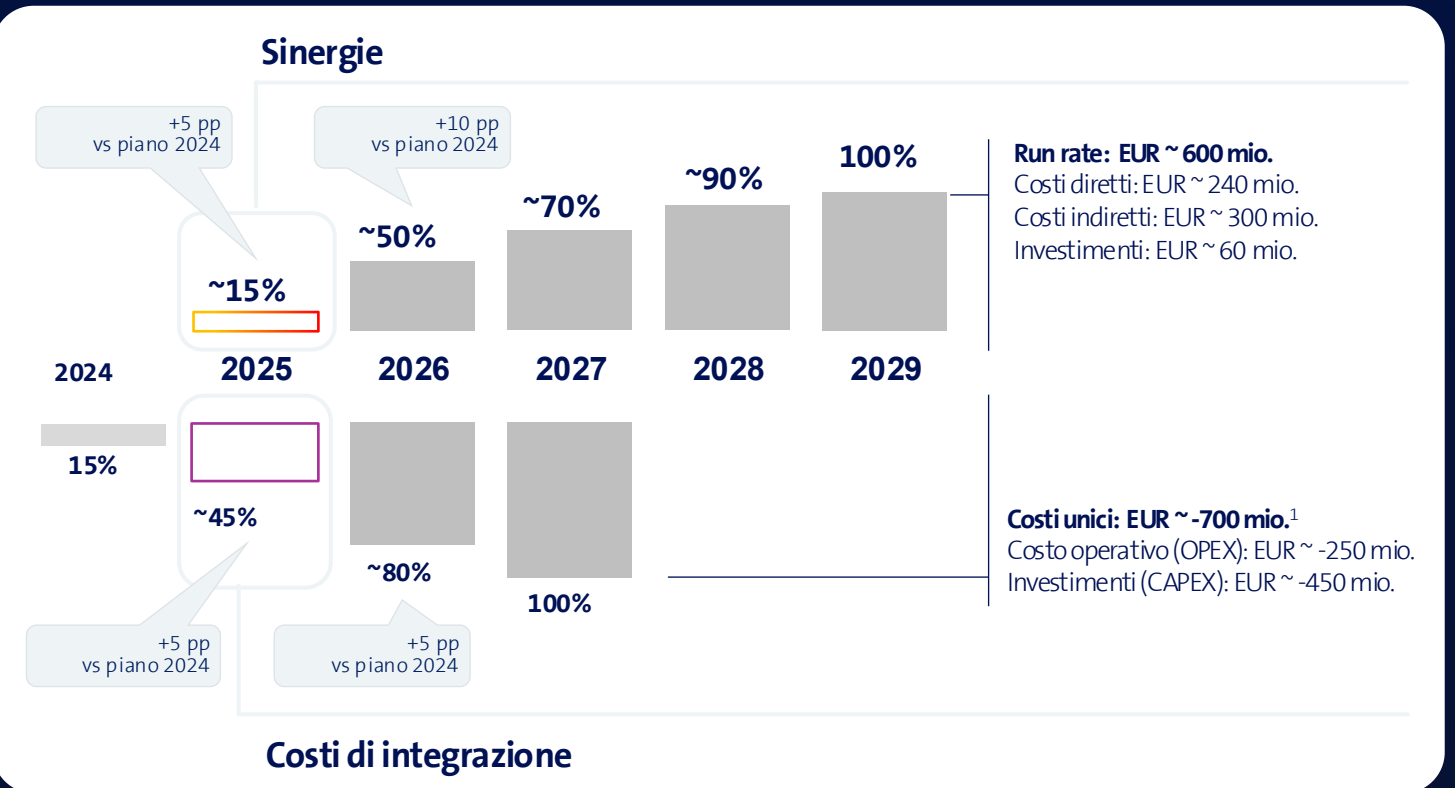 Sinergie
+5 pp
vs piano 2024
+10 pp
vs piano 2024
~15%
~50%
~70%
~90%
100%
Run rate: EUR ~ 600 mio.
Costi diretti: EUR ~ 240 mio.
Costi indiretti: EUR ~ 300 mio.
Investimenti: EUR ~ 60 mio.
2024
2025
2026
2027
2028
2029
15%
~45%
~80%
100%
Costi unici: EUR ~ -700 mio.¹
Costo operativo (OPEX): EUR ~ -250 mio.
Investimenti (CAPEX): EUR ~ -450 mio.
+5 pp
vs piano 2024
+5 pp
vs piano 2024
Costi di integrazione